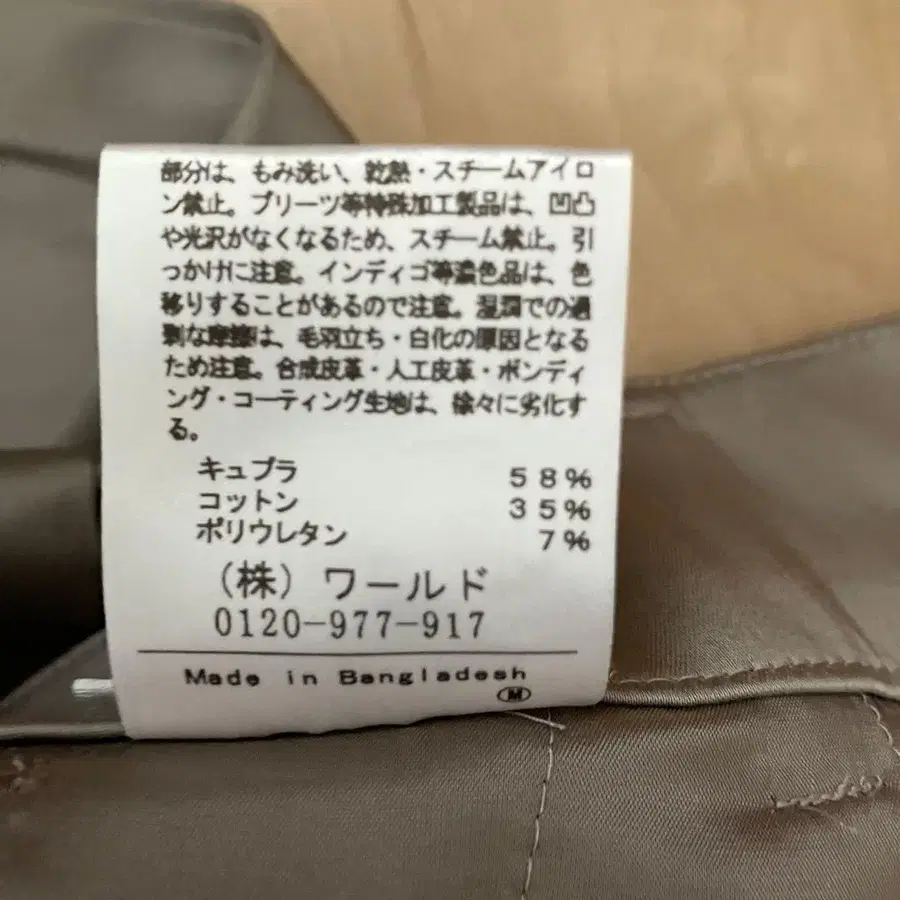 部分は、もみ洗い、乾熱・スチームアイロ
ン禁止。プリーツ等特殊加工製品は、凹凸
や光沢がなくなるため、スチーム禁止。引
っかけに注意。インディゴ等濃色品は、色
移りすることがあるので注意。湿潤での過
剰な摩擦は、毛羽立ち・白化の原因となる
ため注意。合成皮革・人工皮革・ボンディ
ング・コーティング生地は、徐々に劣化す
る。
キュプラ 58%
コットン 35%
ポリウレタン 7%
(株) ワールド
0120-977-917
Made in Bangladesh
M